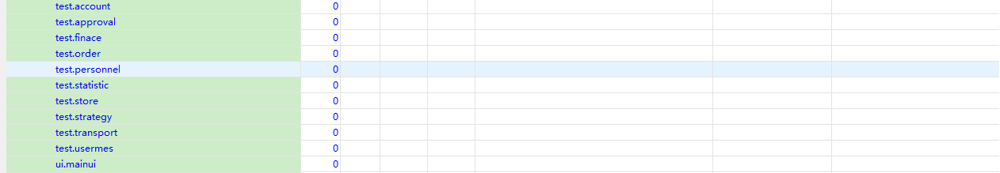 test.account 0
test.approval 0
test.finace 0
test.order 0
test.personnel 0
test.statistic 0
test.store 0
test.strategy 0
test.transport 0
test.usermes 0
ui.mainui 0